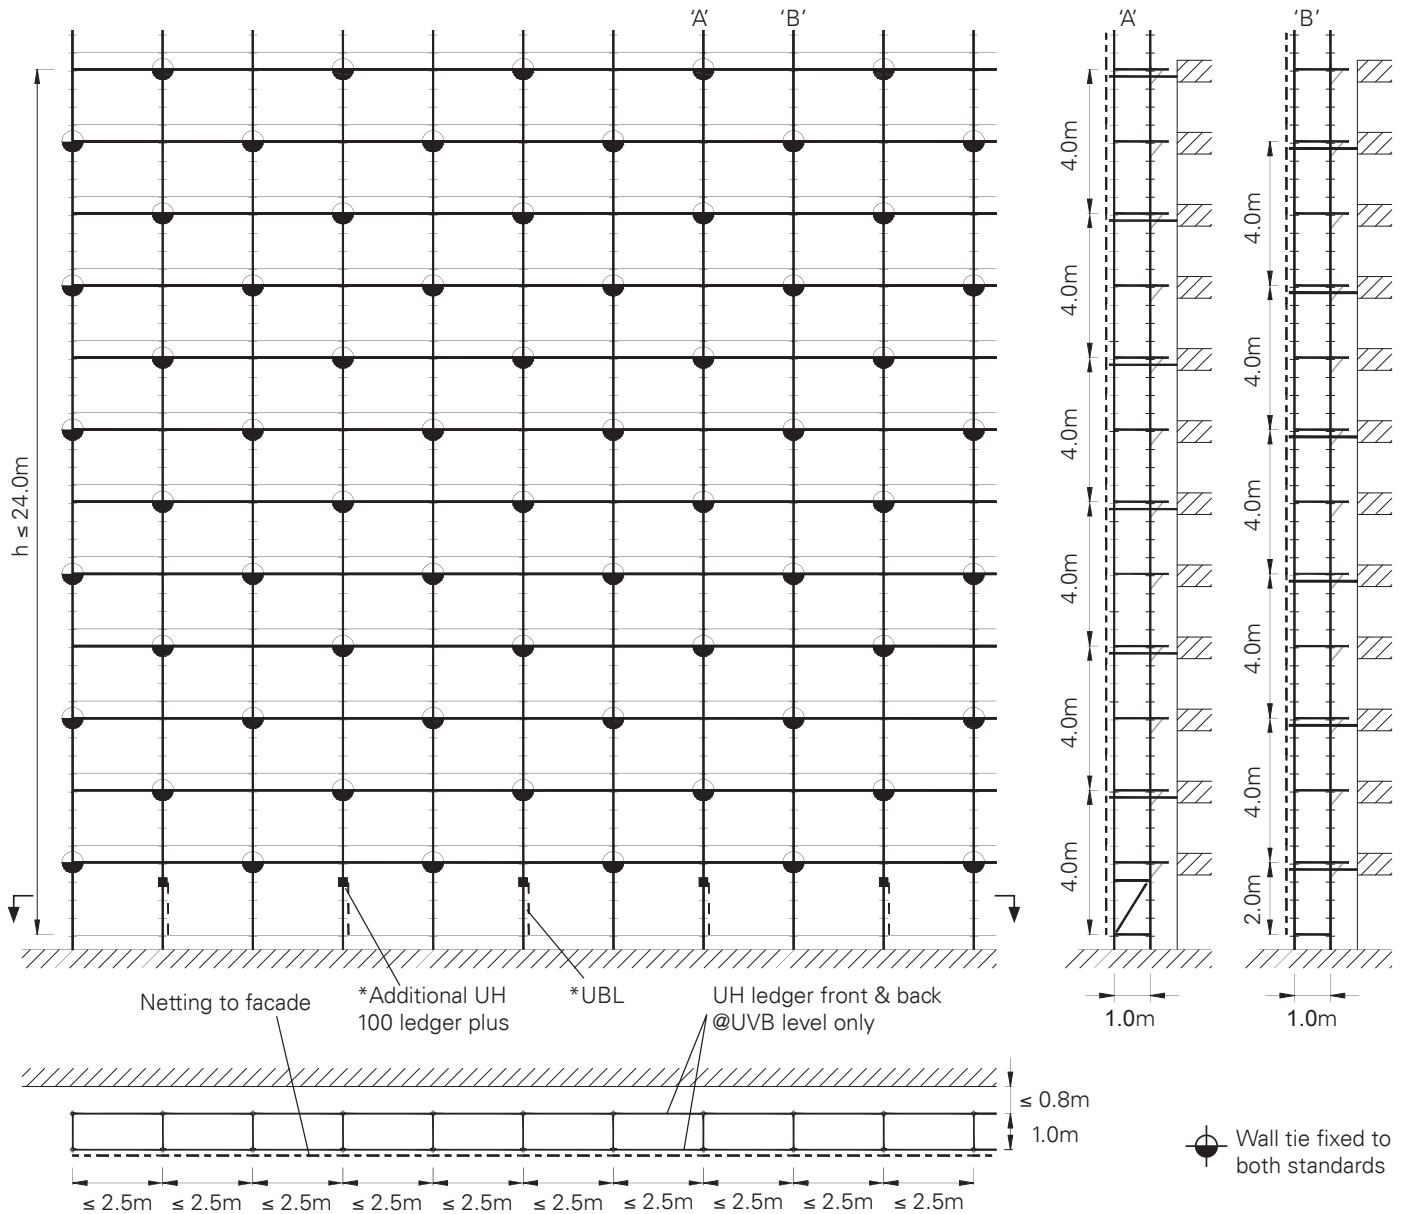 ‘A’
‘B’
‘A’
‘B’
h ≤ 24.0m
4.0m
4.0m
4.0m
4.0m
4.0m
4.0m
4.0m
4.0m
4.0m
4.0m
4.0m
2.0m
Netting to facade
*Additional UH
100 ledger plus
*UBL
UH ledger front & back
@UVB level only
1.0m
1.0m
≤ 0.8m
1.0m
Wall tie fixed to
both standards
≤ 2.5m
≤ 2.5m
≤ 2.5m
≤ 2.5m
≤ 2.5m
≤ 2.5m
≤ 2.5m
≤ 2.5m
≤ 2.5m
≤ 2.5m